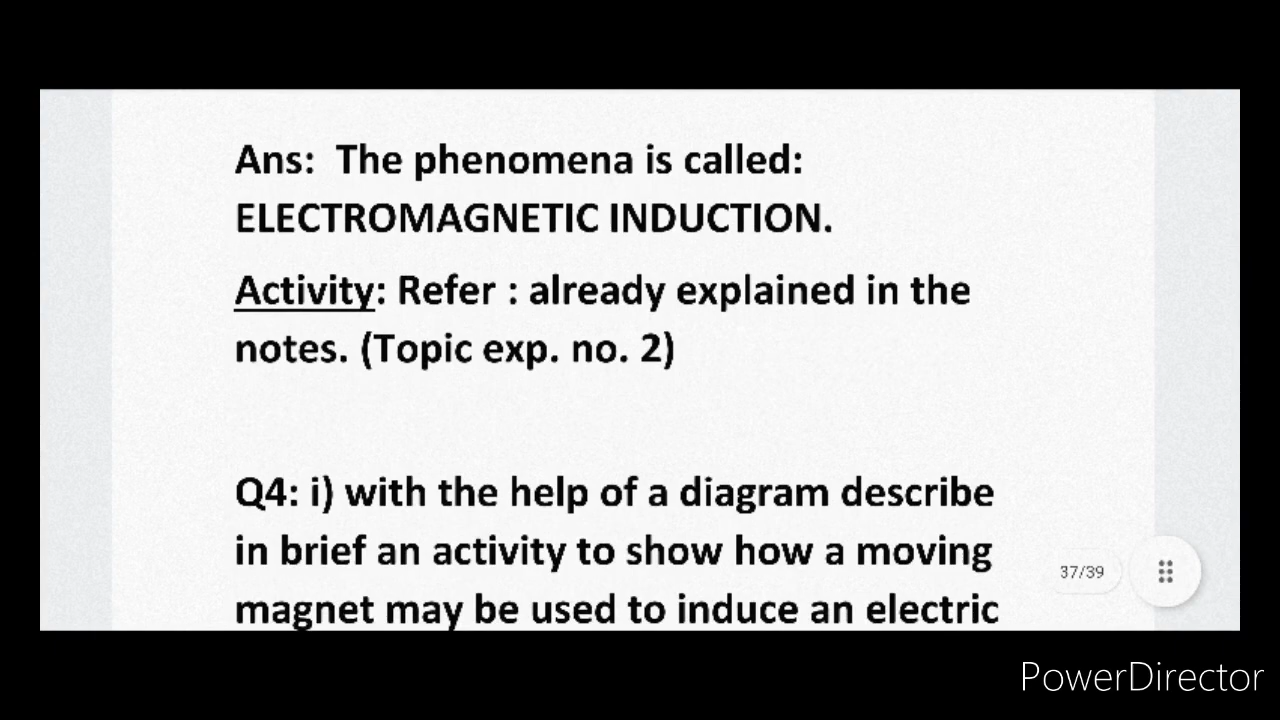 Ans:  The phenomena is called:
ELECTROMAGNETIC INDUCTION.
Activity: Refer : already explained in the
notes. (Topic exp. no. 2)
Q4: i) with the help of a diagram describe
in brief an activity to show how a moving
37/39
magnet may be used to induce an electric
PowerDirector